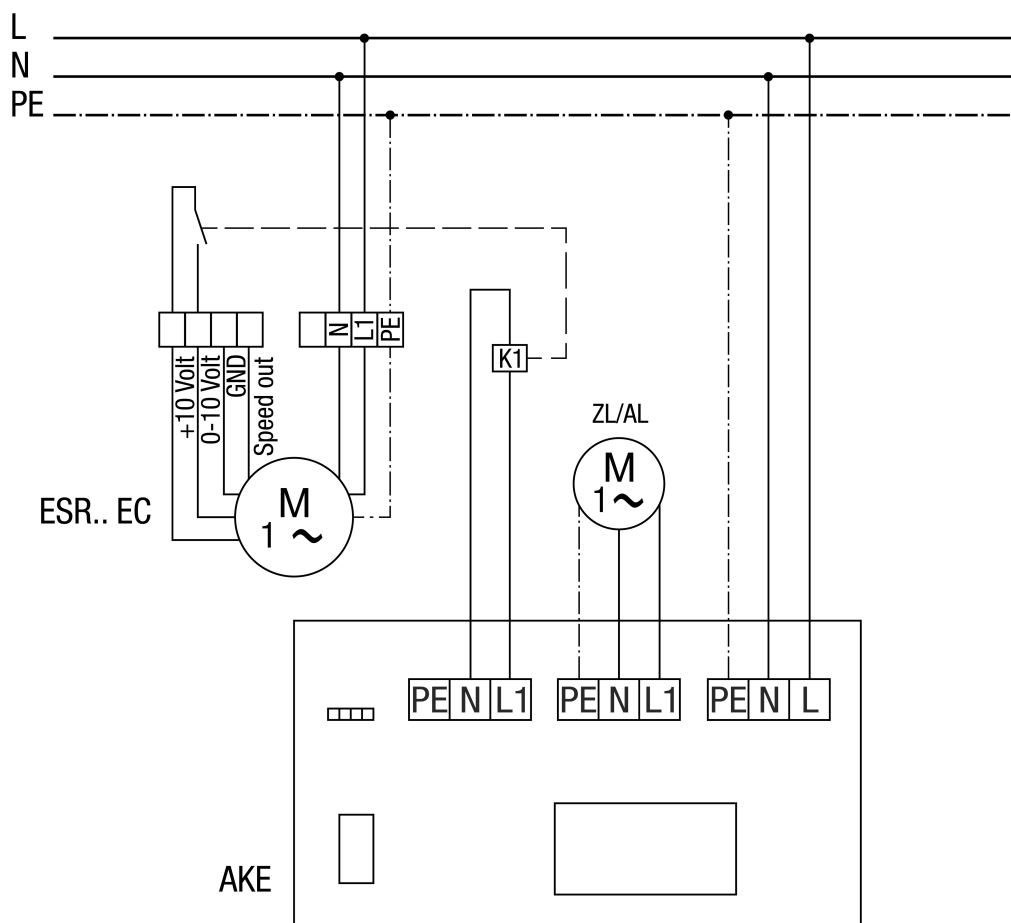 L
N
PE
N
L1
PE
+10 Volt
0-10 Volt
GND
Speed out
K1
ZL/AL
M
1 ~
ESR.. EC
M
1 ~
PE N L1
PE N L1
PE N L
AKE